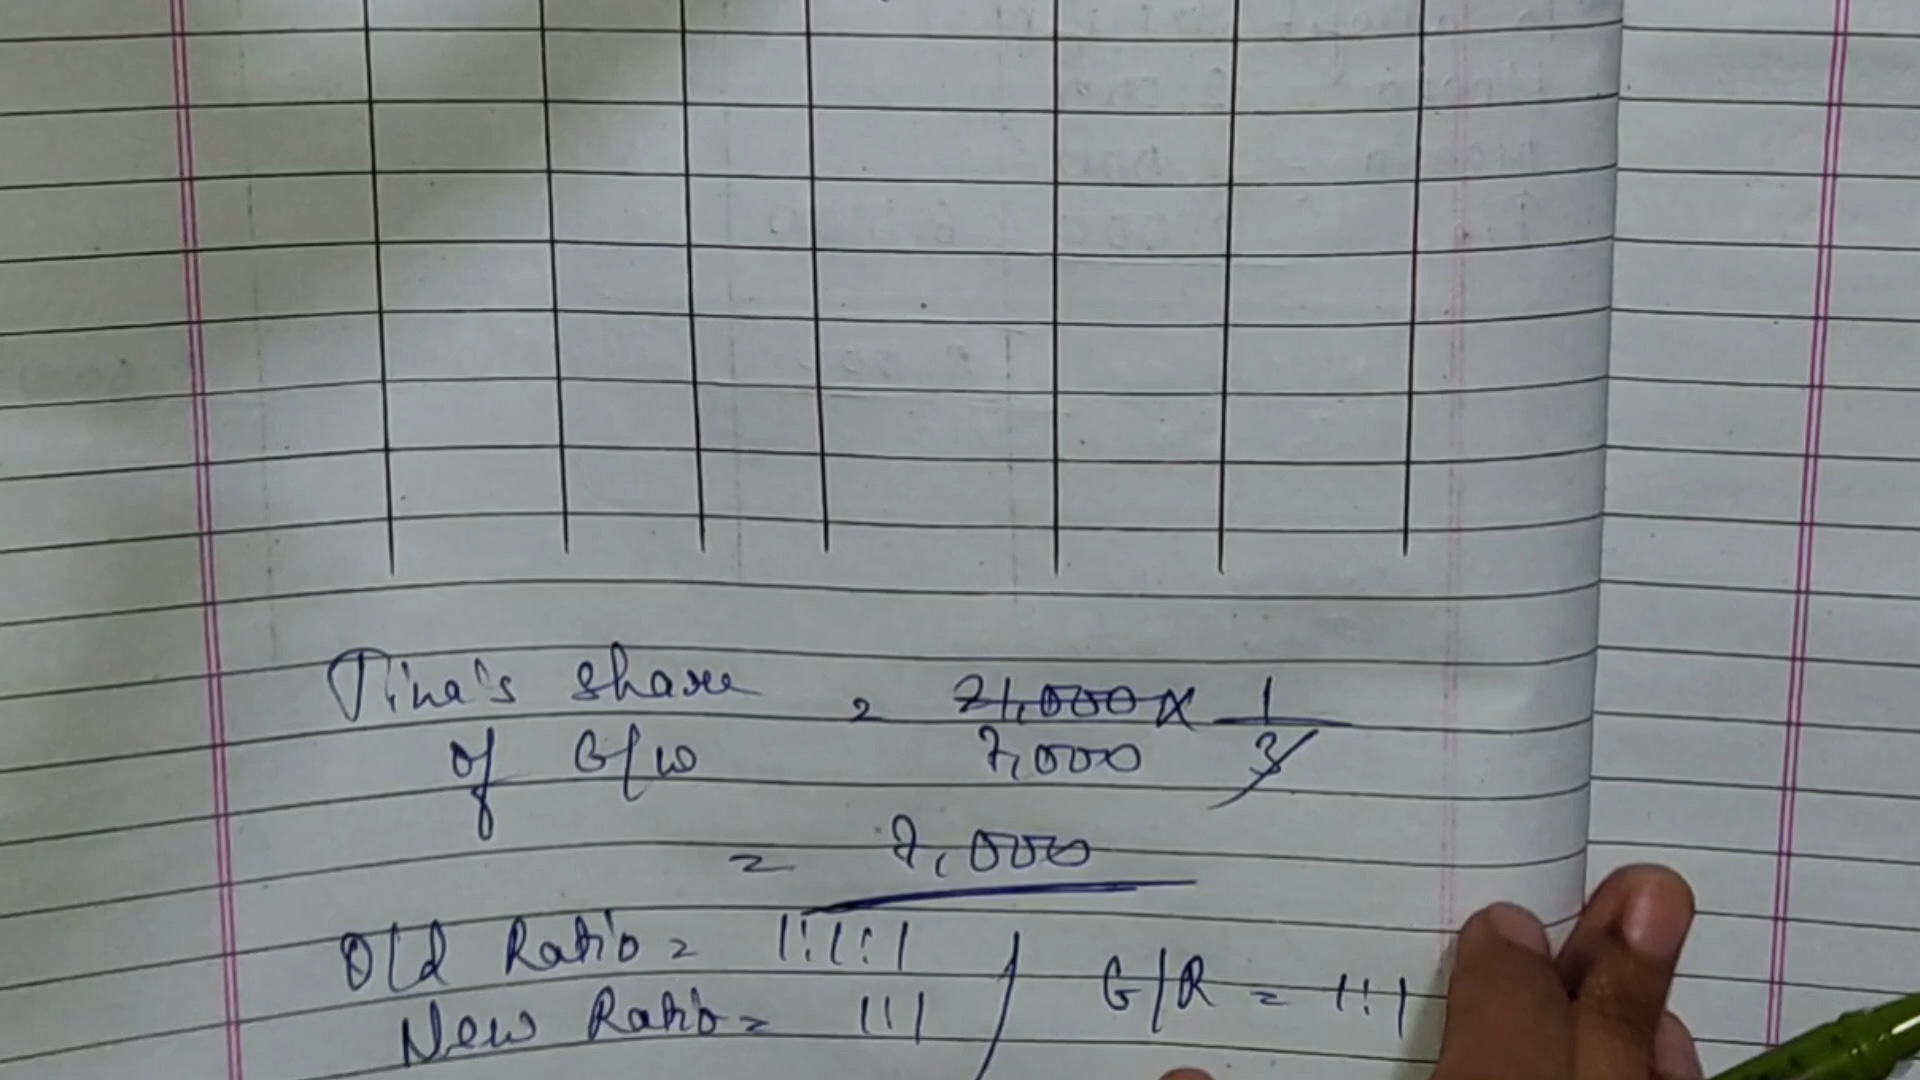 Tina's share = 21,000 × 1
of G/w 7,000 3
= 7,000
Old Ratio = 1:1:1
New Ratio = 1:1 / G/R = 1:1